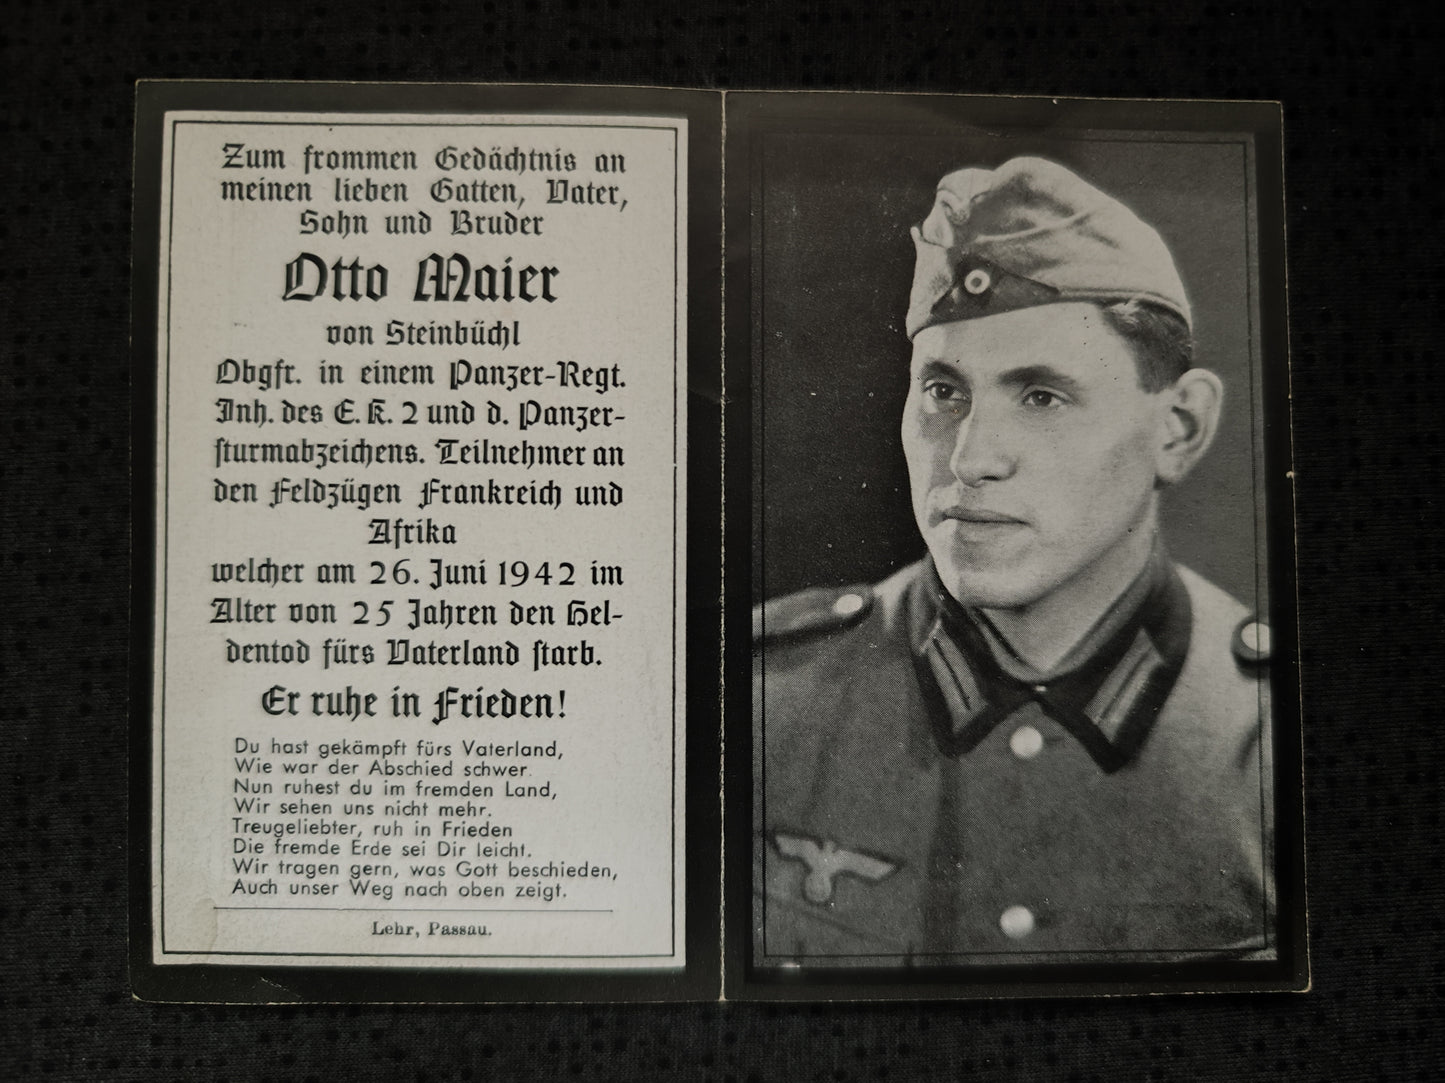 Zum frommen Gedächtnis an
meinen lieben Gatten, Vater,
Sohn und Bruder
Otto Maier
von Steinbüchl
Obgfr. in einem Panzer-Regt.
Inh. des E. K. 2 und d. Panzer-
sturmabzeichens. Teilnehmer an
den Feldzügen Frankreich und
Afrika
welcher am 26. Juni 1942 im
Alter von 25 Jahren den Hel-
dentod fürs Vaterland starb.
Er ruhe in Frieden!
Du hast gekämpft fürs Vaterland,
Wie war der Abschied schwer.
Nun ruhest du im fremden Land,
Wir sehen uns nicht mehr.
Treugeliebter, ruh in Frieden
Die fremde Erde sei Dir leicht.
Wir tragen gern, was Gott beschieden,
Auch unser Weg nach oben zeigt.
Lehr, Passau.